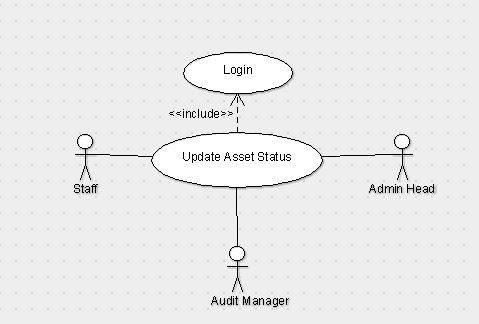 Login
<<include>>
Update Asset Status
Staff
Admin Head
Audit Manager